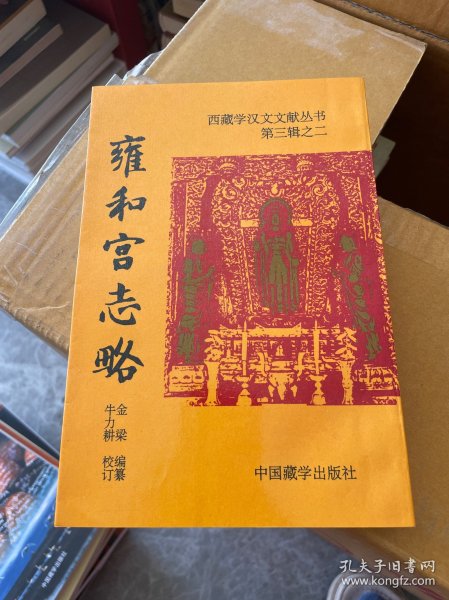 西藏学汉文文献丛书
第三辑之二
雍和宫志略
金梁 编纂
牛力耕 校订
中国藏学出版社
孔夫子旧书网
www.kongfz.com